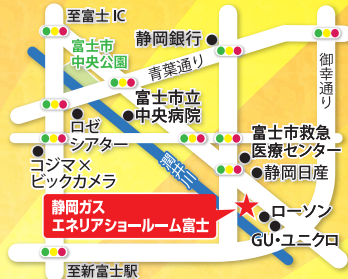 至富士IC
静岡銀行
富士市
中央公園
青葉通り
御幸通り
富士市立
中央病院
ロゼ
シアター
富士市救急
医療センター
コジマ×
ビックカメラ
潤井川
静岡日産
静岡ガス
エネリアショールーム富士
ローソン
GU・ユニクロ
至新富士駅